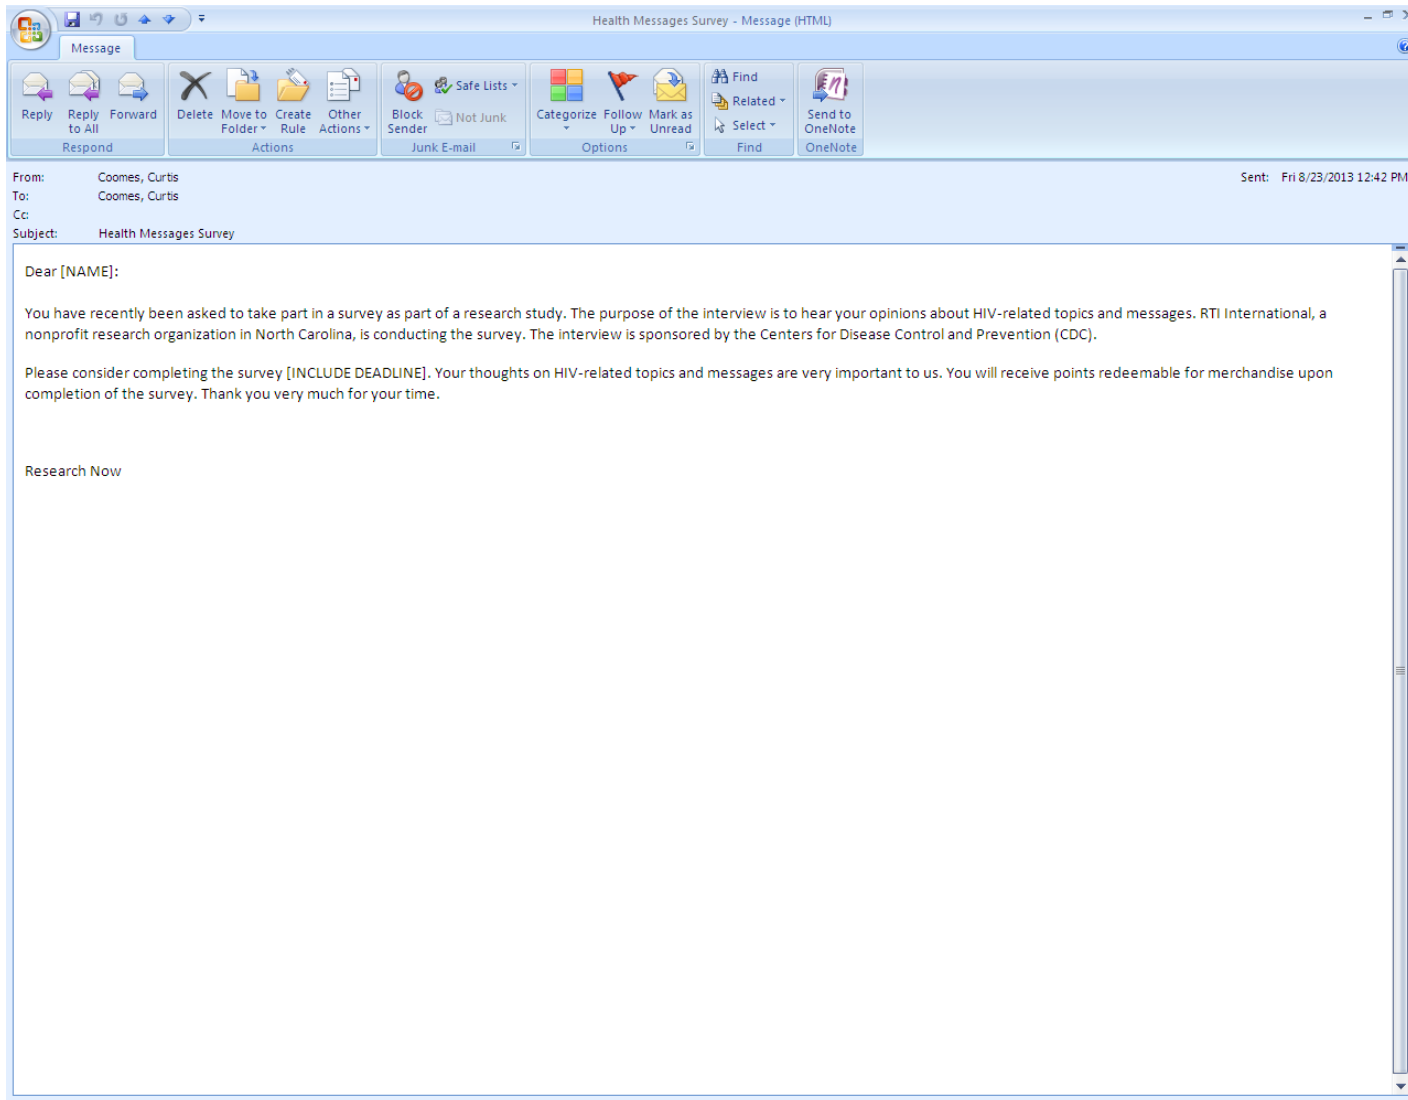 Health Messages Survey - Message (HTML)
Message
Reply
Reply to All
Forward
Respond
Delete
Move to Folder
Create Rule
Other Actions
Actions
Block Sender
Safe Lists
Not Junk
Junk E-mail
Categorize
Follow Up
Mark as Unread
Options
Find
Related
Select
Find
Send to OneNote
OneNote
From: Coomes, Curtis
Sent: Fri 8/23/2013 12:42 PM
To: Coomes, Curtis
Cc:
Subject: Health Messages Survey
Dear [NAME]:
You have recently been asked to take part in a survey as part of a research study. The purpose of the interview is to hear your opinions about HIV-related topics and messages. RTI International, a
nonprofit research organization in North Carolina, is conducting the survey. The interview is sponsored by the Centers for Disease Control and Prevention (CDC).
Please consider completing the survey [INCLUDE DEADLINE]. Your thoughts on HIV-related topics and messages are very important to us. You will receive points redeemable for merchandise upon
completion of the survey. Thank you very much for your time.
Research Now